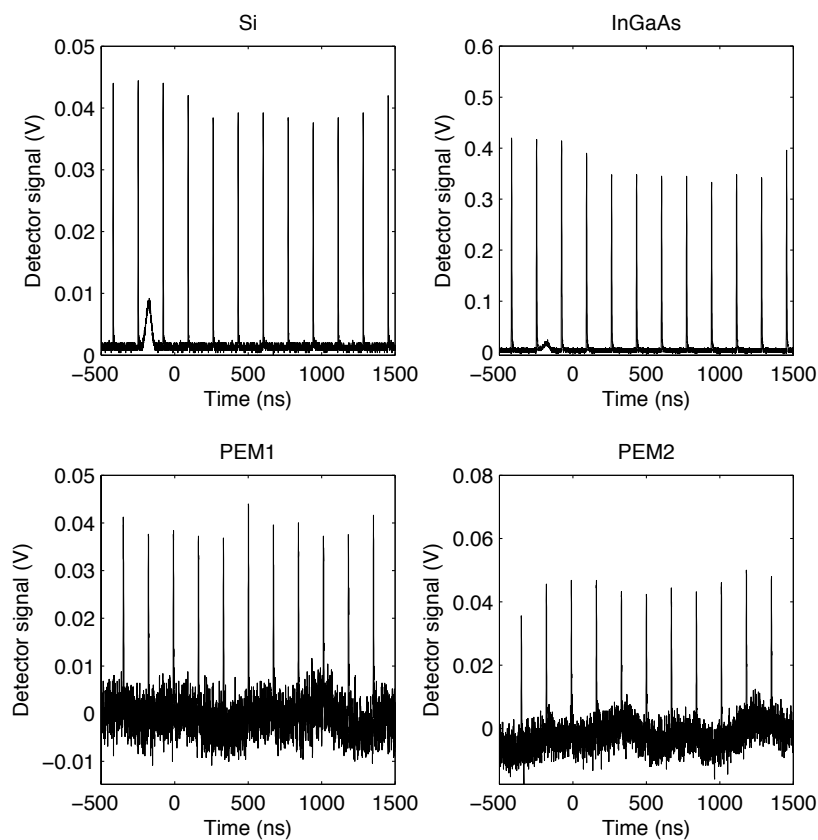 Si
0.05
0.04
0.03
0.02
0.01
0
Detector signal (V)
−500 0 500 1000 1500
Time (ns)
InGaAs
0.6
0.5
0.4
0.3
0.2
0.1
0
Detector signal (V)
−500 0 500 1000 1500
Time (ns)
PEM1
0.05
0.04
0.03
0.02
0.01
0
−0.01
Detector signal (V)
−500 0 500 1000 1500
Time (ns)
PEM2
0.08
0.06
0.04
0.02
0
Detector signal (V)
−500 0 500 1000 1500
Time (ns)